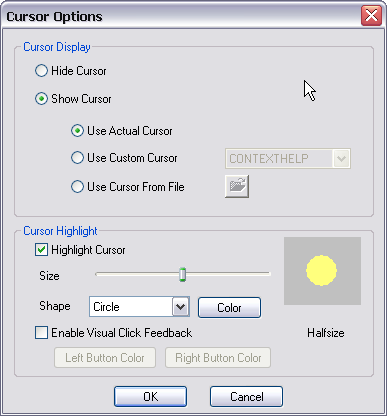 Cursor Options
Cursor Display
Hide Cursor
Show Cursor
Use Actual Cursor
Use Custom Cursor CONTEXTHELP
Use Cursor From File
Cursor Highlight
Highlight Cursor
Size
Shape Circle Color
Enable Visual Click Feedback Halfsize
Left Button Color Right Button Color
OK Cancel